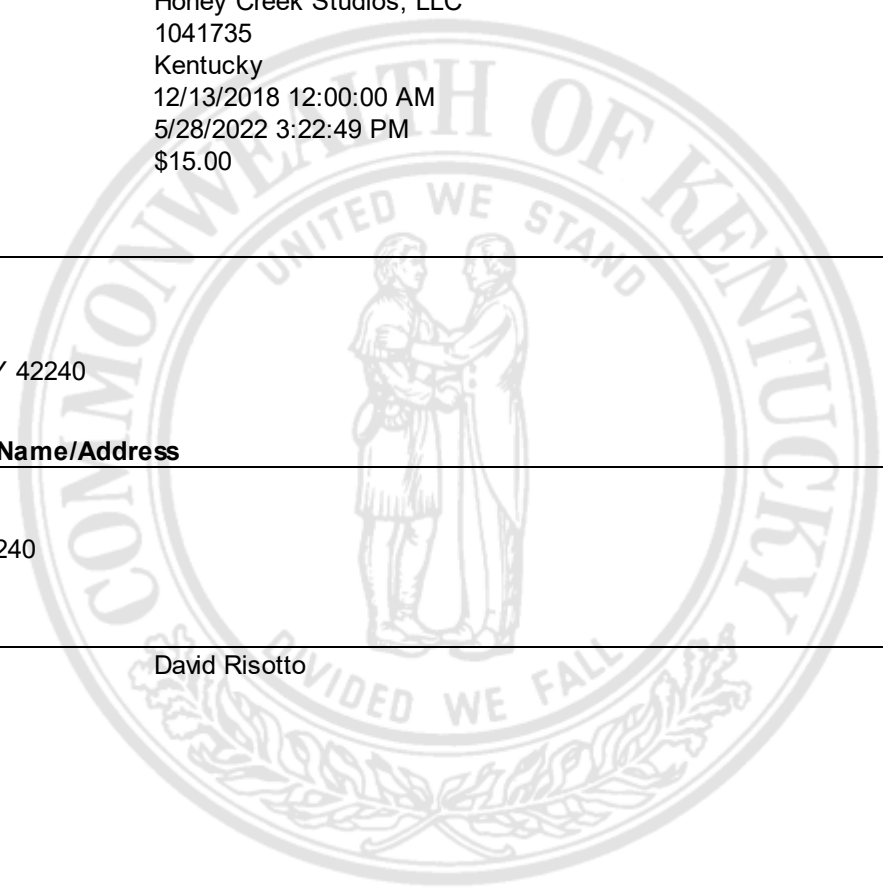 Honey Creek Studios, LLC
1041735
Kentucky
12/13/2018 12:00:00 AM
5/28/2022 3:22:49 PM
$15.00
COMMONWEALTH OF KENTUCKY
UNITED WE STAND
42240
Name/Address
240
David Risotto
DIVIDED WE FALL